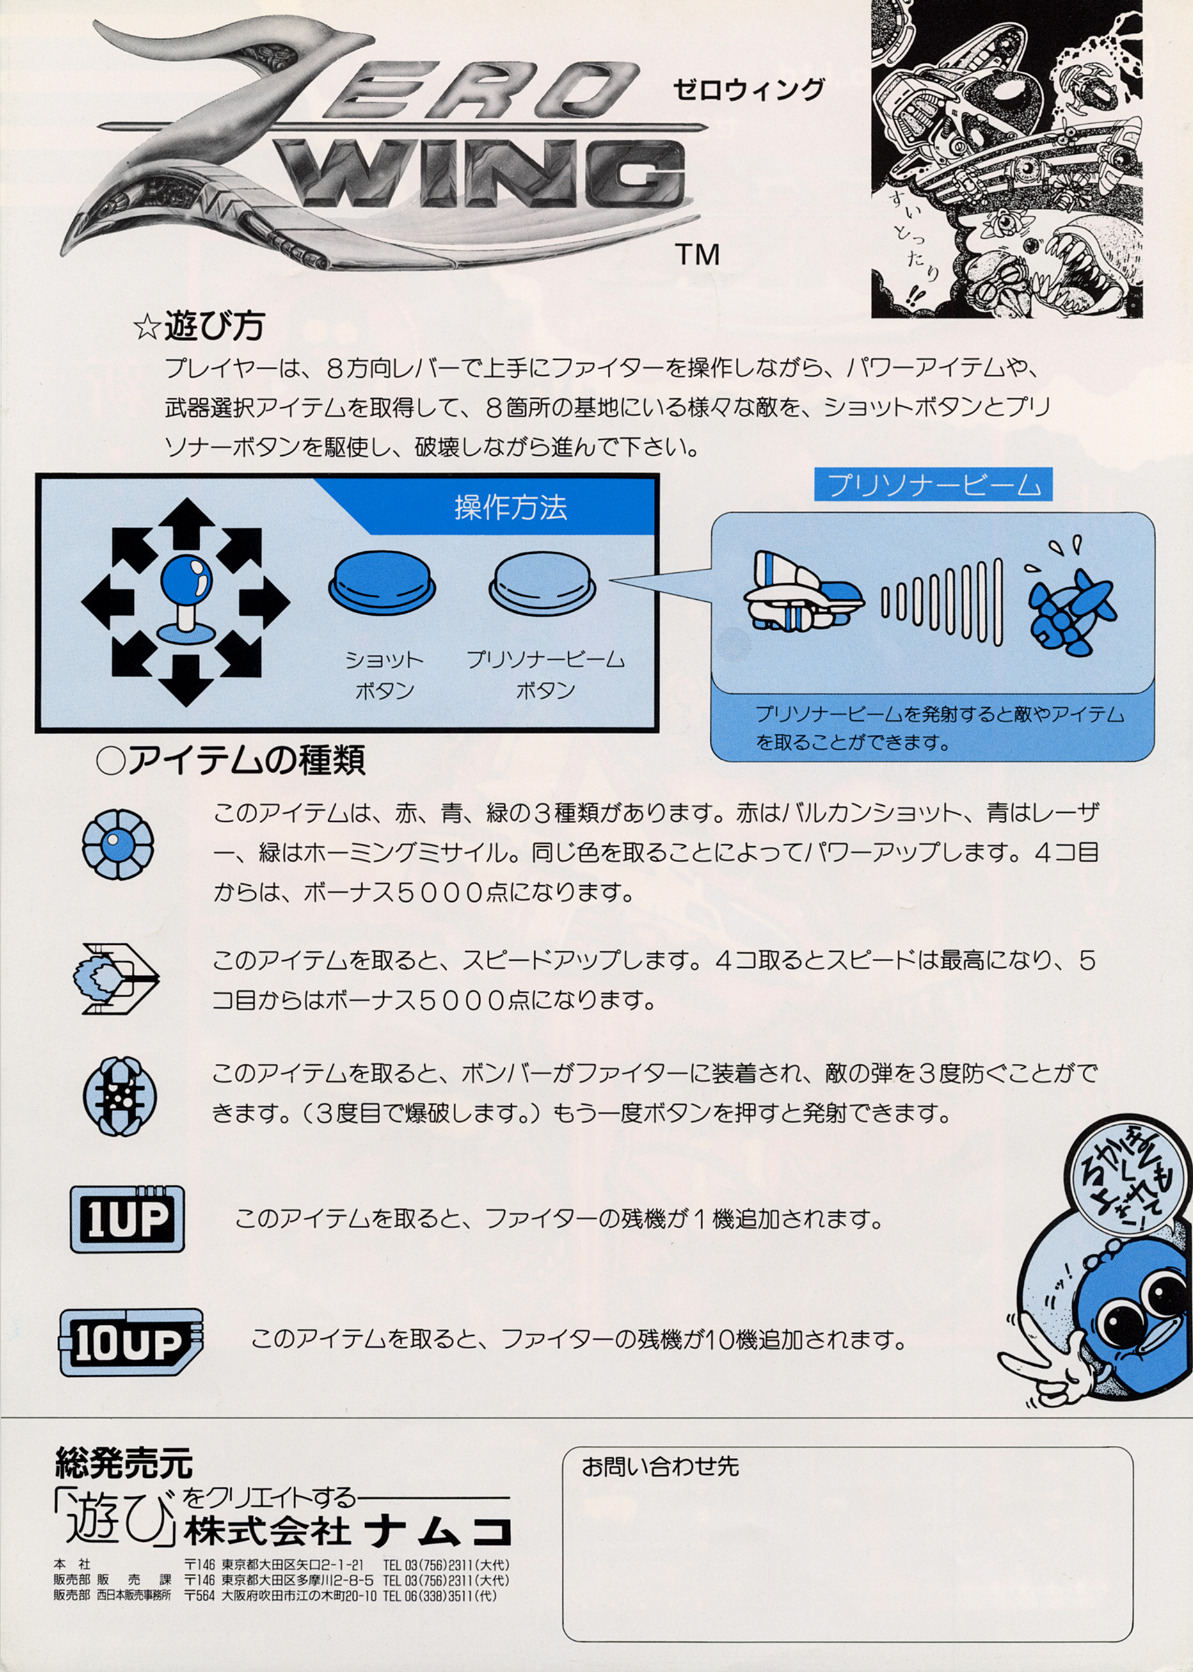 ZERO
WING
ゼロウィング
TM
すいとったり!!
☆遊び方
プレイヤーは、８方向レバーで上手にファイターを操作しながら、パワーアイテムや、
武器選択アイテムを取得して、８箇所の基地にいる様々な敵を、ショットボタンとプリ
ソナーボタンを駆使し、破壊しながら進んで下さい。
操作方法
ショット
ボタン
プリソナービーム
ボタン
プリソナービーム
プリソナービームを発射すると敵やアイテム
を取ることができます。
○アイテムの種類
このアイテムは、赤、青、緑の３種類があります。赤はバルカンショット、青はレーザ
ー、緑はホーミングミサイル。同じ色を取ることによってパワーアップします。４コ目
からは、ボーナス５０００点になります。
このアイテムを取ると、スピードアップします。４コ取るとスピードは最高になり、５
コ目からはボーナス５０００点になります。
このアイテムを取ると、ボンバーがファイターに装着され、敵の弾を３度防ぐことがで
きます。（３度目で爆破します。）もう一度ボタンを押すと発射できます。
1UP
このアイテムを取ると、ファイターの残機が１機追加されます。
10UP
このアイテムを取ると、ファイターの残機が10機追加されます。
ニッ!
総発売元
「遊び」をクリエイトする
株式会社 ナムコ
本社 〒146 東京都大田区矢口2-1-21 TEL 03(756)2311(大代)
販売部 販売課 〒146 東京都大田区多摩川2-8-5 TEL 03(756)2311(大代)
販売部 西日本販売事務所 〒564 大阪府吹田市江の木町20-10 TEL 06(338)3511(代)
お問い合わせ先